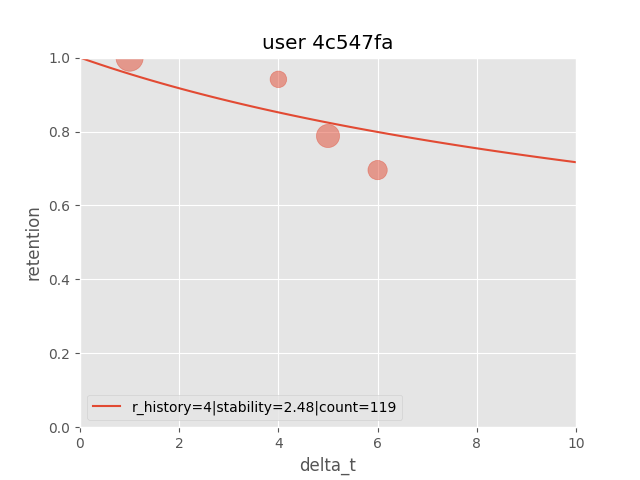 user 4c547fa
1.0
0.8
0.6
0.4
0.2
0.0
retention
r_history=4|stability=2.48|count=119
0 2 4 6 8 10
delta_t